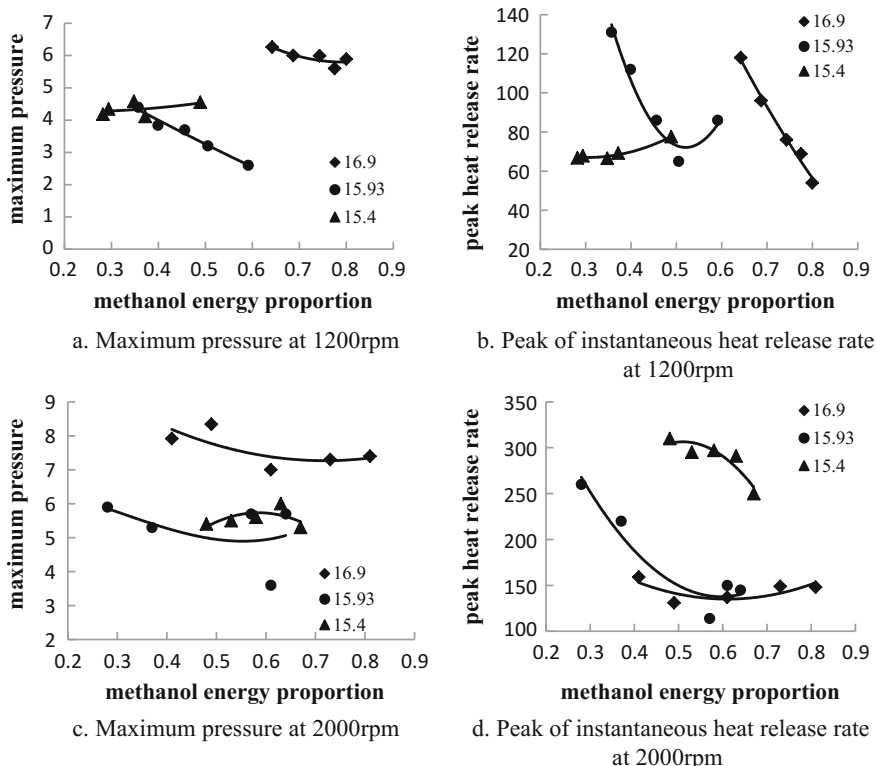 7
6
5
4
3
2
1
0
maximum pressure
16.9
15.93
15.4
0.2 0.3 0.4 0.5 0.6 0.7 0.8 0.9
methanol energy proportion
a. Maximum pressure at 1200rpm
140
120
100
80
60
40
20
peak heat release rate
16.9
15.93
15.4
0.2 0.3 0.4 0.5 0.6 0.7 0.8 0.9
methanol energy proportion
b. Peak of instantaneous heat release rate
at 1200rpm
9
8
7
6
5
4
3
2
maximum pressure
16.9
15.93
15.4
0.2 0.3 0.4 0.5 0.6 0.7 0.8 0.9
methanol energy proportion
c. Maximum pressure at 2000rpm
350
300
250
200
150
100
peak heat release rate
16.9
15.93
15.4
0.2 0.3 0.4 0.5 0.6 0.7 0.8 0.9
methanol energy proportion
d. Peak of instantaneous heat release rate
at 2000rpm